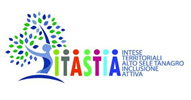 ITASTIA
INTESE
TERRITORIALI
ALTO SELE TANAGRO
INCLUSIONE
ATTIVA